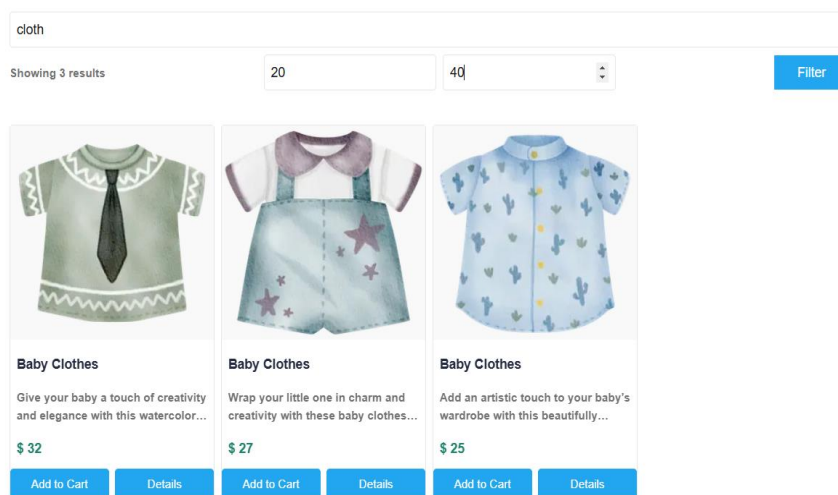 cloth
Showing 3 results
20
40
Filter
Baby Clothes
Give your baby a touch of creativity
and elegance with this watercolor...
$ 32
Add to Cart
Details
Baby Clothes
Wrap your little one in charm and
creativity with these baby clothes...
$ 27
Add to Cart
Details
Baby Clothes
Add an artistic touch to your baby's
wardrobe with this beautifully...
$ 25
Add to Cart
Details